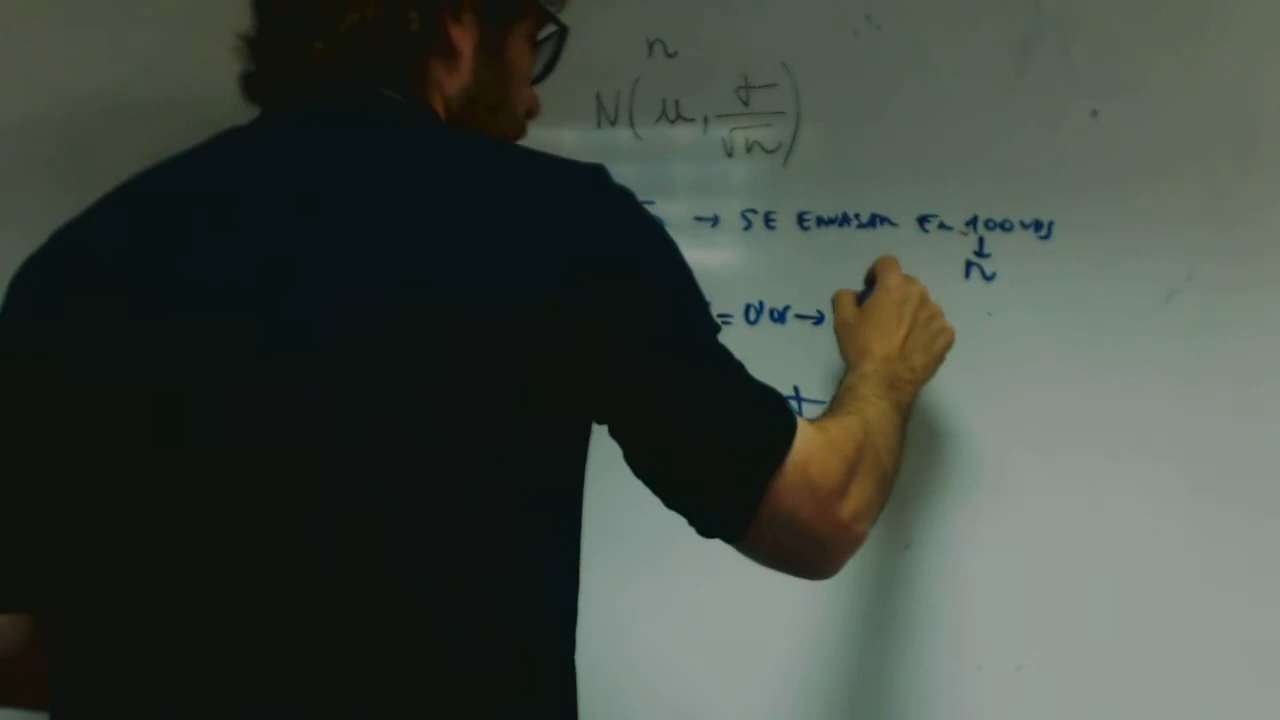 n
N(μ, σ/√n)
→ SE ENVASAN EN 100 UDS
↓
n
= 0'05 →